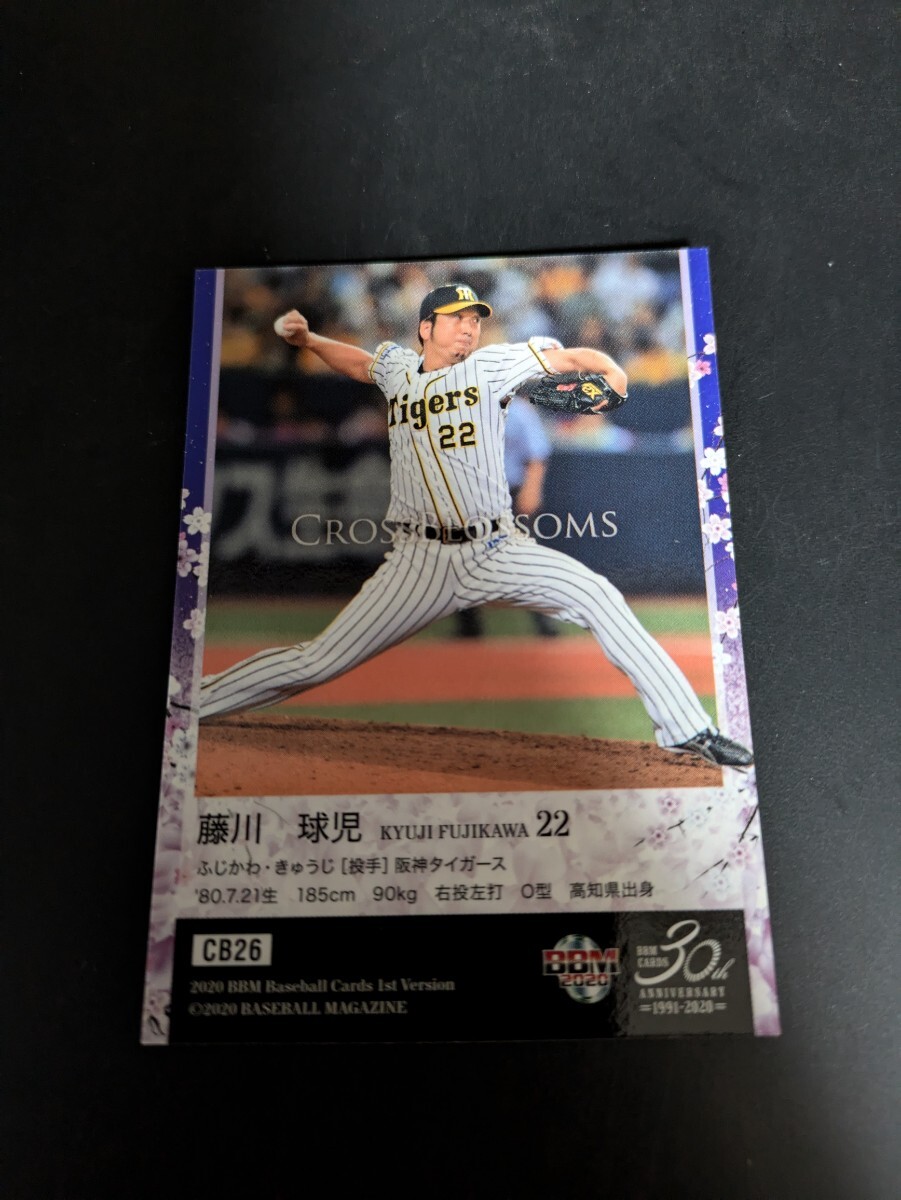 Tigers
22
CROSS BLOSSOMS
藤川 球児 KYUJI FUJIKAWA 22
ふじかわ・きゅうじ [投手] 阪神タイガース
'80.7.21生 185cm 90kg 右投左打 O型 高知県出身
CB26
2020 BBM Baseball Cards 1st Version
©2020 BASEBALL MAGAZINE
BBM
2020
BBM CARDS 30th
ANNIVERSARY
=1991-2020=